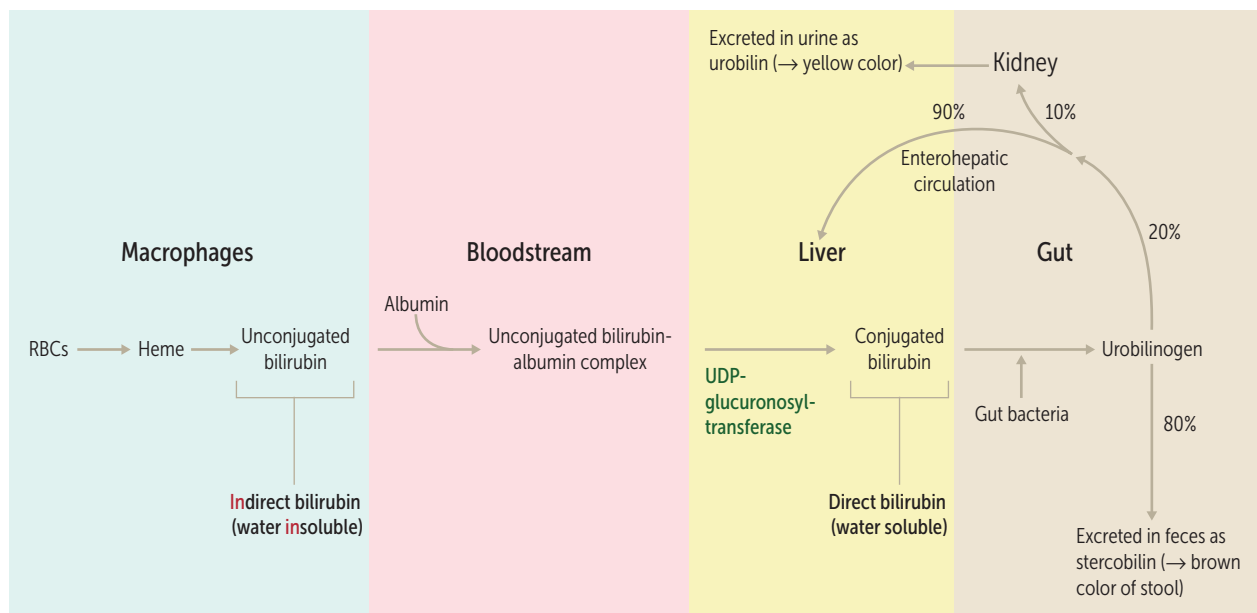 Excreted in urine as
urobilin (→ yellow color)
Kidney
90%
10%
Enterohepatic
circulation
20%
Macrophages
Bloodstream
Liver
Gut
Albumin
RBCs
Heme
Unconjugated
bilirubin
Unconjugated bilirubin-
albumin complex
UDP-
glucuronosyl-
transferase
Conjugated
bilirubin
Urobilinogen
Gut bacteria
80%
Indirect bilirubin
(water insoluble)
Direct bilirubin
(water soluble)
Excreted in feces as
stercobilin (→ brown
color of stool)